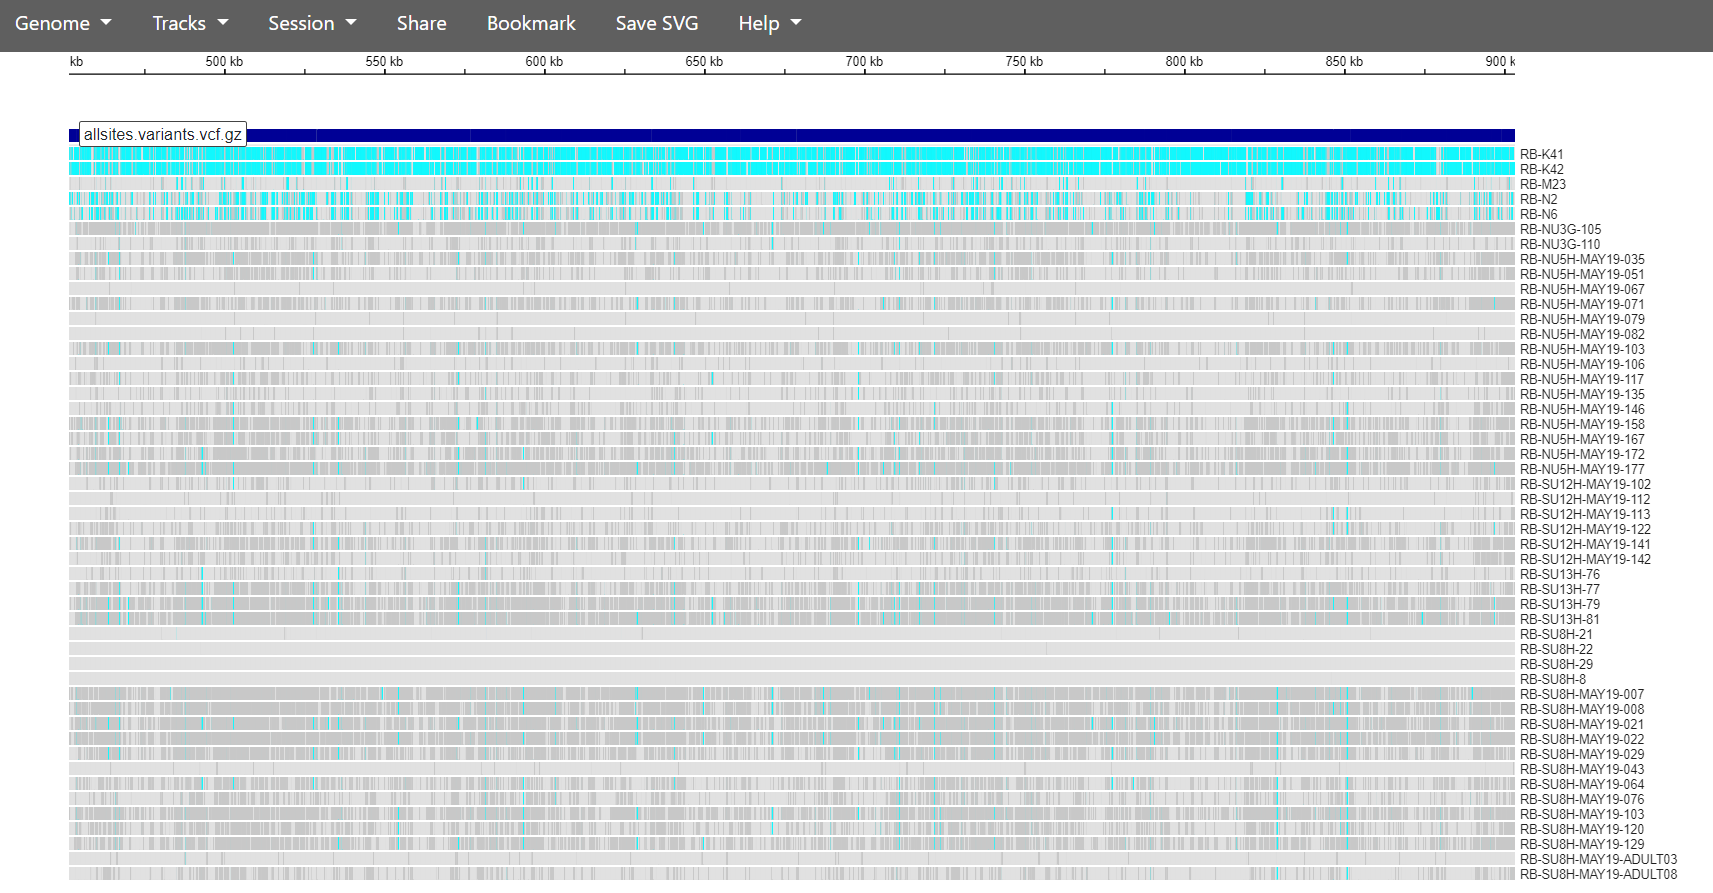 Genome Tracks Session Share Bookmark Save SVG Help
kb 500 kb 550 kb 600 kb 650 kb 700 kb 750 kb 800 kb 850 kb 900 k
allsites.variants.vcf.gz
RB-K41
RB-K42
RB-M23
RB-N2
RB-N6
RB-NU3G-105
RB-NU3G-110
RB-NU5H-MAY19-035
RB-NU5H-MAY19-051
RB-NU5H-MAY19-067
RB-NU5H-MAY19-071
RB-NU5H-MAY19-079
RB-NU5H-MAY19-082
RB-NU5H-MAY19-103
RB-NU5H-MAY19-106
RB-NU5H-MAY19-117
RB-NU5H-MAY19-135
RB-NU5H-MAY19-146
RB-NU5H-MAY19-158
RB-NU5H-MAY19-167
RB-NU5H-MAY19-172
RB-NU5H-MAY19-177
RB-SU12H-MAY19-102
RB-SU12H-MAY19-112
RB-SU12H-MAY19-113
RB-SU12H-MAY19-122
RB-SU12H-MAY19-141
RB-SU12H-MAY19-142
RB-SU13H-76
RB-SU13H-77
RB-SU13H-79
RB-SU13H-81
RB-SU8H-21
RB-SU8H-22
RB-SU8H-29
RB-SU8H-8
RB-SU8H-MAY19-007
RB-SU8H-MAY19-008
RB-SU8H-MAY19-021
RB-SU8H-MAY19-022
RB-SU8H-MAY19-029
RB-SU8H-MAY19-043
RB-SU8H-MAY19-064
RB-SU8H-MAY19-076
RB-SU8H-MAY19-103
RB-SU8H-MAY19-120
RB-SU8H-MAY19-129
RB-SU8H-MAY19-ADULT03
RB-SU8H-MAY19-ADULT08